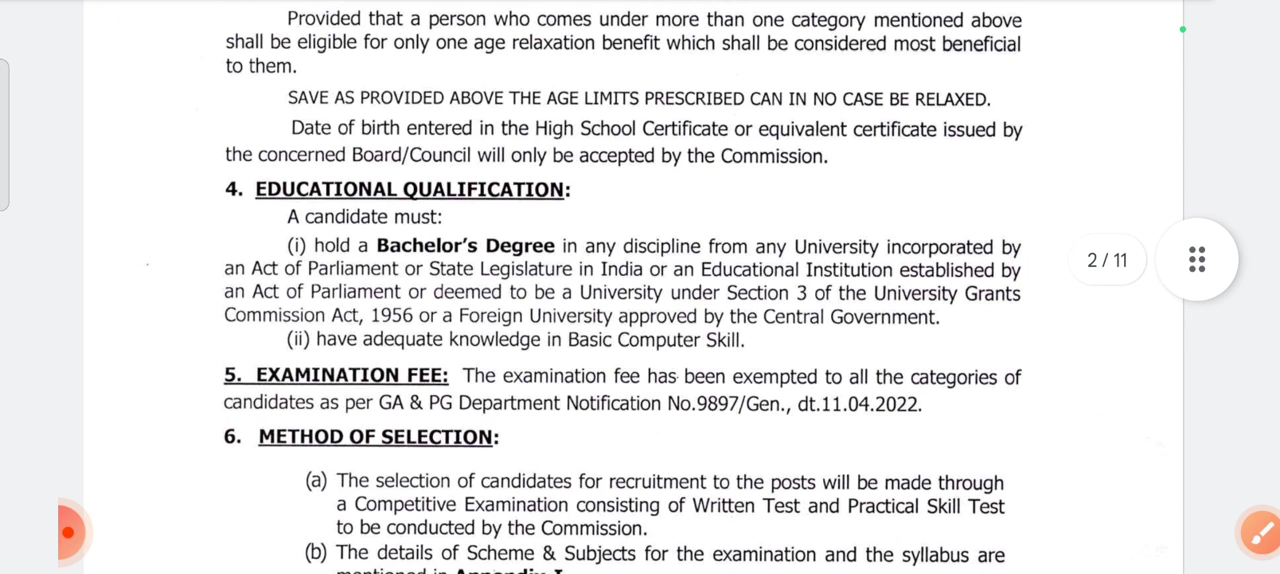 Provided that a person who comes under more than one category mentioned above
shall be eligible for only one age relaxation benefit which shall be considered most beneficial
to them.
SAVE AS PROVIDED ABOVE THE AGE LIMITS PRESCRIBED CAN IN NO CASE BE RELAXED.
Date of birth entered in the High School Certificate or equivalent certificate issued by
the concerned Board/Council will only be accepted by the Commission.
4. EDUCATIONAL QUALIFICATION:
A candidate must:
(i) hold a Bachelor's Degree in any discipline from any University incorporated by
an Act of Parliament or State Legislature in India or an Educational Institution established by
an Act of Parliament or deemed to be a University under Section 3 of the University Grants
Commission Act, 1956 or a Foreign University approved by the Central Government.
(ii) have adequate knowledge in Basic Computer Skill.
5. EXAMINATION FEE: The examination fee has been exempted to all the categories of
candidates as per GA & PG Department Notification No.9897/Gen., dt.11.04.2022.
6. METHOD OF SELECTION:
(a) The selection of candidates for recruitment to the posts will be made through
a Competitive Examination consisting of Written Test and Practical Skill Test
to be conducted by the Commission.
(b) The details of Scheme & Subjects for the examination and the syllabus are
mentioned in Appendix I
2 / 11